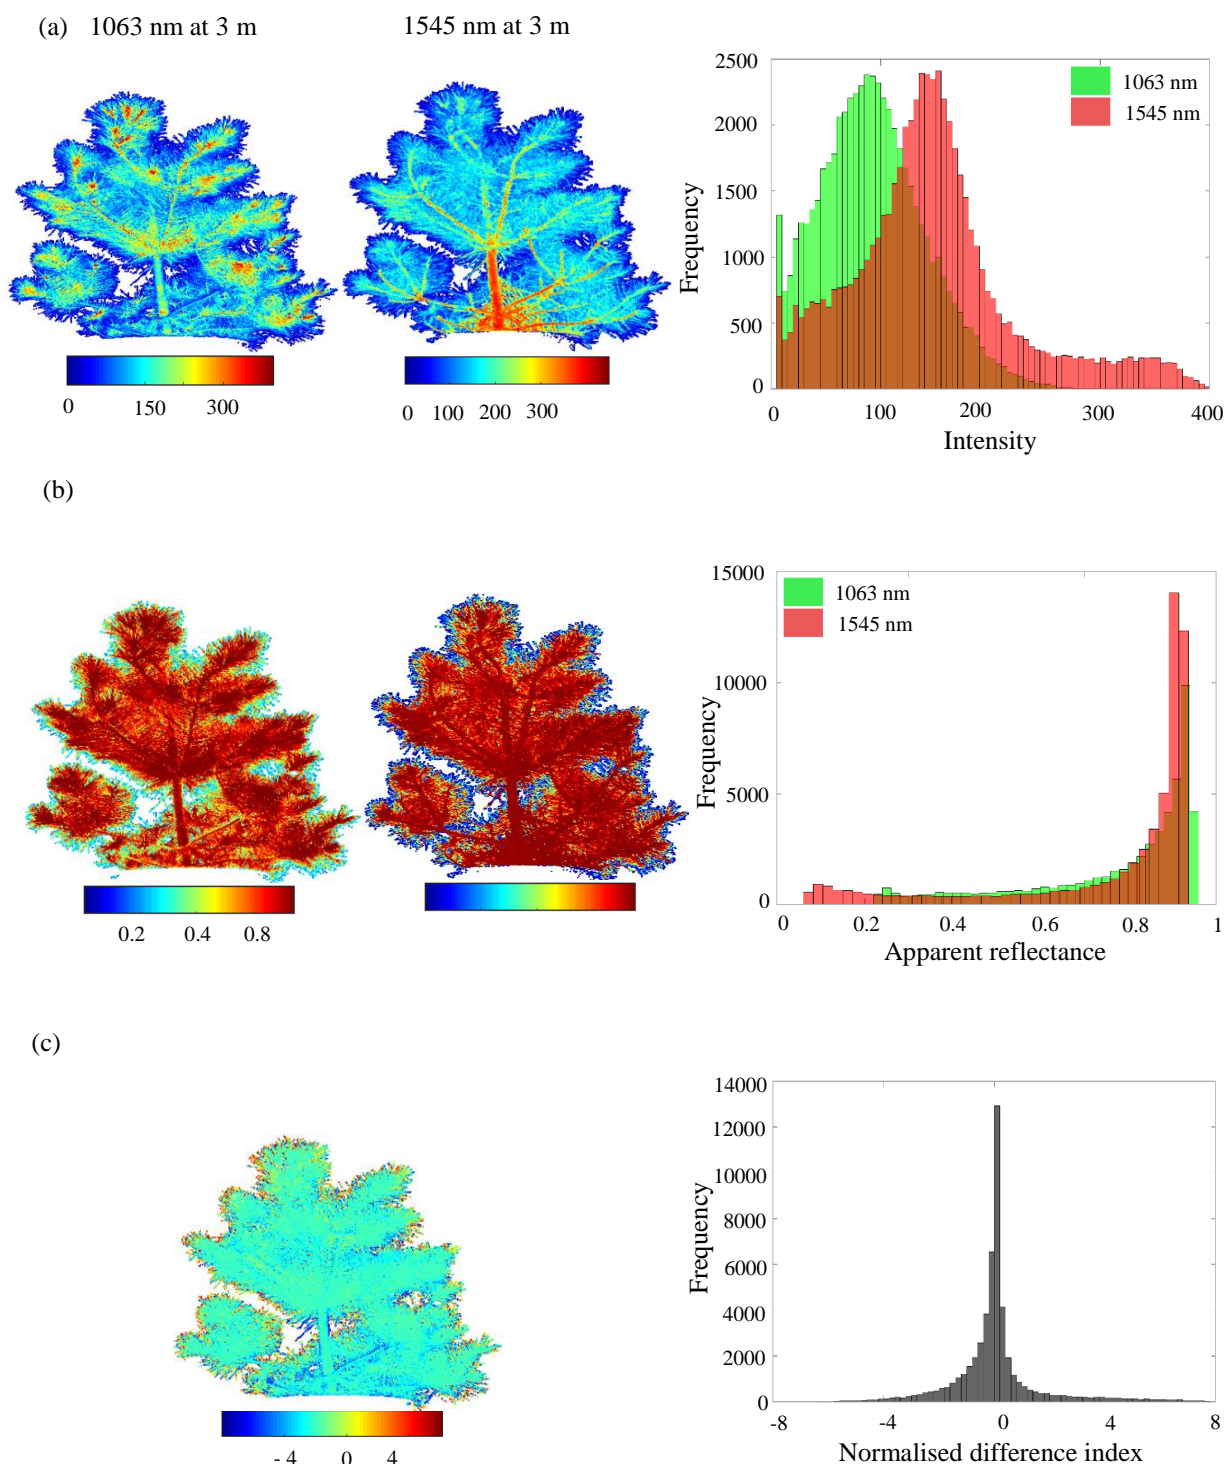 (a) 1063 nm at 3 m 1545 nm at 3 m
0 150 300
0 100 200 300
2500
2000
1500
1000
500
0
Frequency
1063 nm
1545 nm
0 100 200 300 400
Intensity
(b)
0.2 0.4 0.8
15000
10000
5000
0
Frequency
1063 nm
1545 nm
0 0.2 0.4 0.6 0.8 1
Apparent reflectance
(c)
- 4 0 4
14000
12000
10000
8000
6000
4000
2000
0
Frequency
-8 -4 0 4 8
Normalised difference index